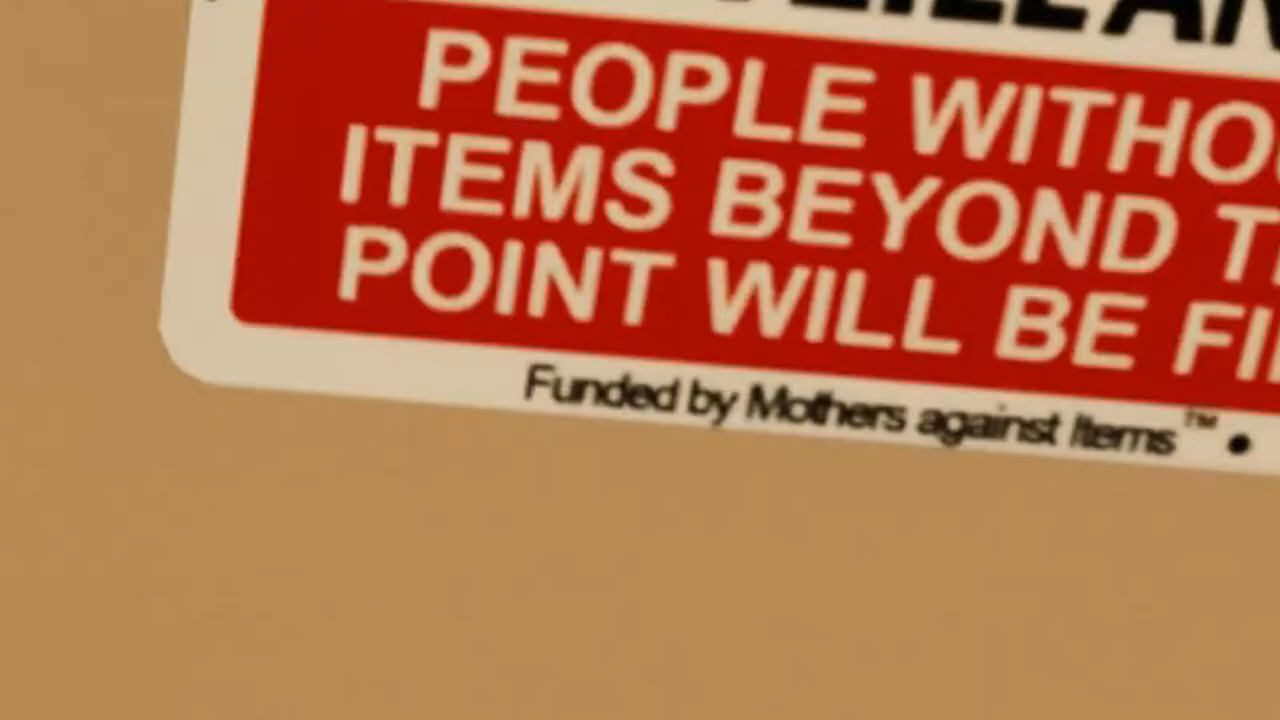 PEOPLE WITHO
ITEMS BEYOND T
POINT WILL BE FI
Funded by Mothers against Items™ •